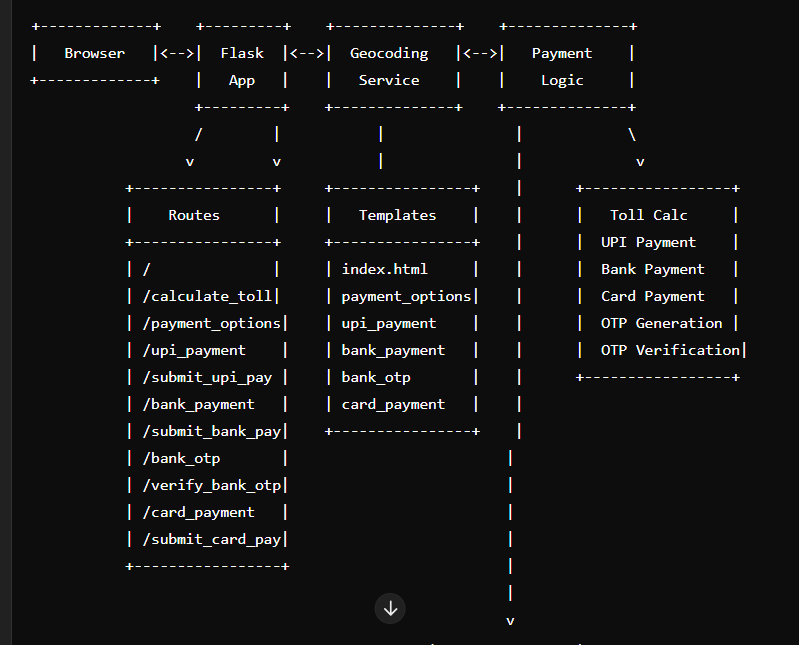 +-------------+    +---------+    +--------------+    +--------------+
|   Browser   |<-->|  Flask  |<-->|  Geocoding   |<-->|   Payment    |
+-------------+    |   App   |    |   Service    |    |    Logic     |
                   +---------+    +--------------+    +--------------+
                   /        |           |               |            \
                  v         v           |               |             v
           +----------------+     +----------------+    |      +-----------------+
           |    Routes      |     |   Templates    |    |      |   Toll Calc     |
           +----------------+     +----------------+    |      |  UPI Payment    |
           | /              |     | index.html     |    |      |  Bank Payment   |
           | /calculate_toll|     | payment_options|    |      |  Card Payment   |
           | /payment_options|    | upi_payment    |    |      |  OTP Generation |
           | /upi_payment    |    | bank_payment   |    |      |  OTP Verification|
           | /submit_upi_pay |    | bank_otp       |    |      +-----------------+
           | /bank_payment   |    | card_payment   |    |
           | /submit_bank_pay|    +----------------+    |
           | /bank_otp       |                         |
           | /verify_bank_otp|                         |
           | /card_payment   |                         |
           | /submit_card_pay|                         |
           +-----------------+                         |
                                                       |
                                                       v